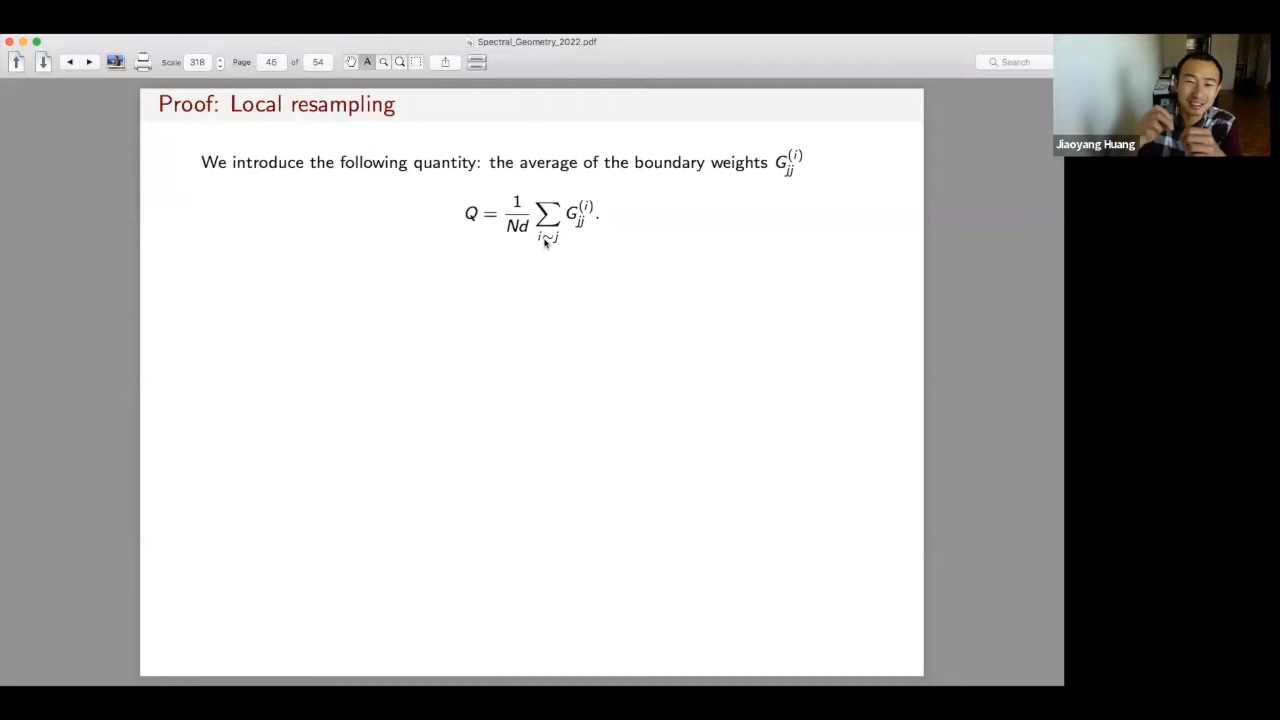 Spectral_Geometry_2022.pdf
Scale 318 Page 46 of 54 A Search
Proof: Local resampling
We introduce the following quantity: the average of the boundary weights G_{jj}^{(i)}
Q = \frac{1}{Nd} \sum_{i \sim j} G_{jj}^{(i)}.
Jiaoyang Huang